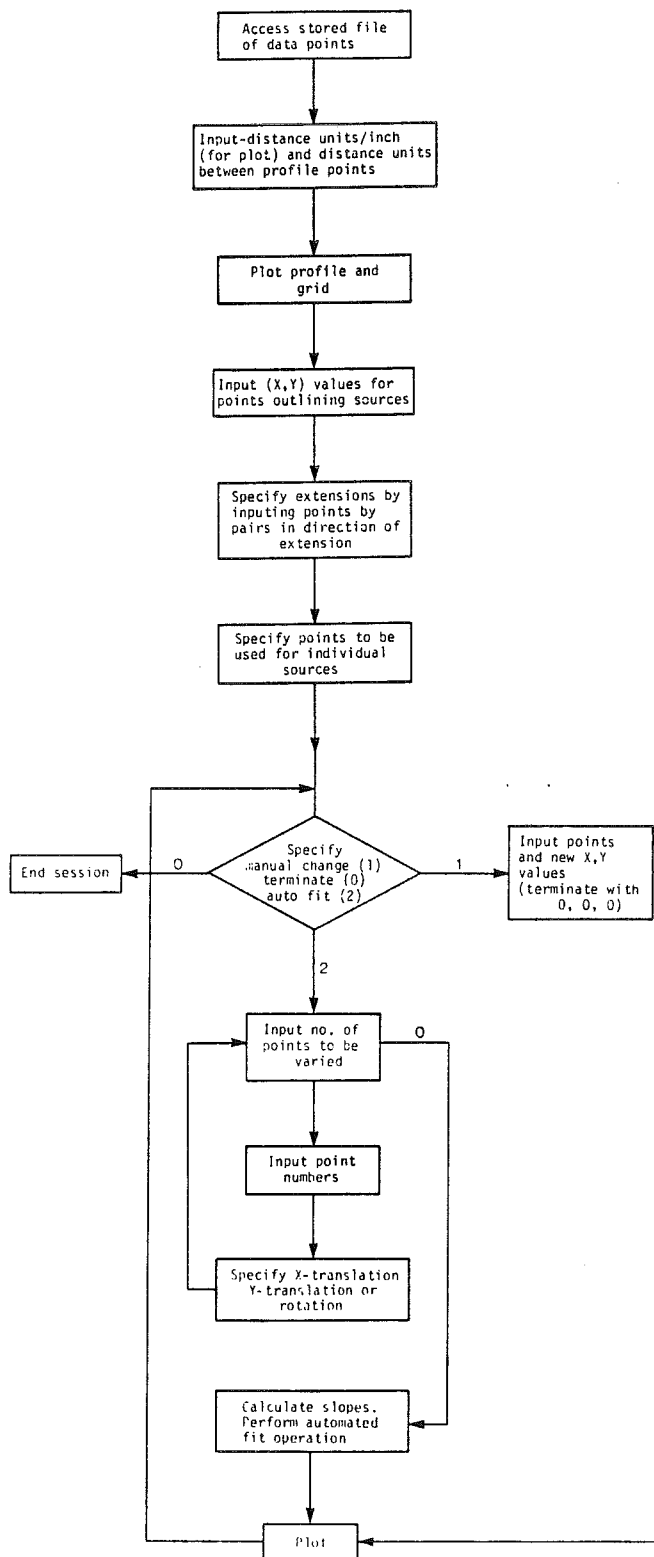 Access stored file
of data points
Input-distance units/inch
(for plot) and distance units
between profile points
Plot profile and
grid
Input (X,Y) values for
points outlining sources
Specify extensions by
inputing points by
pairs in direction of
extension
Specify points to be
used for individual
sources
Specify
manual change (1)
terminate (0)
auto fit (2)
0
End session
1
Input points
and new X,Y
values
(terminate with
0, 0, 0)
2
Input no. of
points to be
varied
0
Input point
numbers
Specify X-translation
Y-translation or
rotation
Calculate slopes.
Perform automated
fit operation
Plot